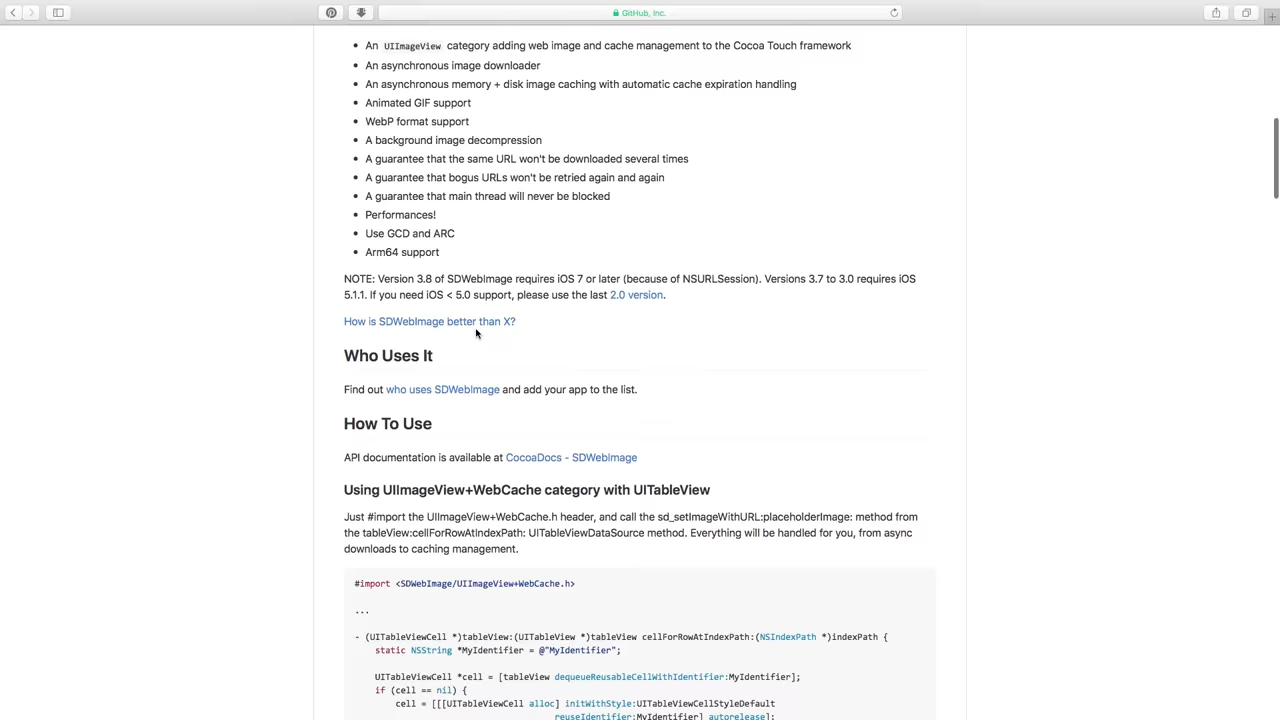 GitHub, Inc.
An UIImageView category adding web image and cache management to the Cocoa Touch framework
An asynchronous image downloader
An asynchronous memory + disk image caching with automatic cache expiration handling
Animated GIF support
WebP format support
A background image decompression
A guarantee that the same URL won't be downloaded several times
A guarantee that bogus URLs won't be retried again and again
A guarantee that main thread will never be blocked
Performances!
Use GCD and ARC
Arm64 support
NOTE: Version 3.8 of SDWebImage requires iOS 7 or later (because of NSURLSession). Versions 3.7 to 3.0 requires iOS
5.1.1. If you need iOS < 5.0 support, please use the last 2.0 version.
How is SDWebImage better than X?
Who Uses It
Find out who uses SDWebImage and add your app to the list.
How To Use
API documentation is available at CocoaDocs - SDWebImage
Using UIImageView+WebCache category with UITableView
Just #import the UIImageView+WebCache.h header, and call the sd_setImageWithURL:placeholderImage: method from
the tableView:cellForRowAtIndexPath: UITableViewDataSource method. Everything will be handled for you, from async
downloads to caching management.
#import <SDWebImage/UIImageView+WebCache.h>
...
- (UITableViewCell *)tableView:(UITableView *)tableView cellForRowAtIndexPath:(NSIndexPath *)indexPath {
static NSString *MyIdentifier = @"MyIdentifier";
UITableViewCell *cell = [tableView dequeueReusableCellWithIdentifier:MyIdentifier];
if (cell == nil) {
cell = [[[UITableViewCell alloc] initWithStyle:UITableViewCellStyleDefault
reuseIdentifier:MyIdentifier] autorelease];